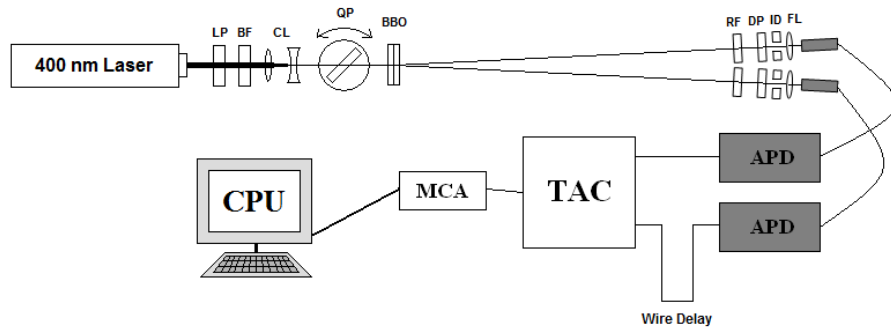 400 nm Laser
LP BF CL QP BBO RF DP ID FL
CPU
MCA
TAC
APD
APD
Wire Delay